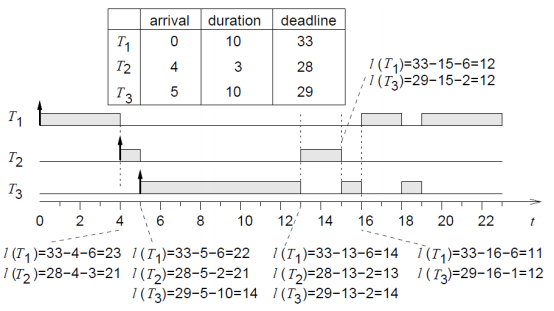 arrival duration deadline
T1 0 10 33
T2 4 3 28
T3 5 10 29
l (T1)=33−15−6=12
l (T3)=29−15−2=12
T1
T2
T3
0 2 4 6 8 10 12 14 16 18 20 22 t
l (T1)=33−4−6=23
l (T2)=28−4−3=21
l (T1)=33−5−6=22
l (T2)=28−5−2=21
l (T3)=29−5−10=14
l (T1)=33−13−6=14
l (T2)=28−13−2=13
l (T3)=29−13−2=14
l (T1)=33−16−6=11
l (T3)=29−16−1=12